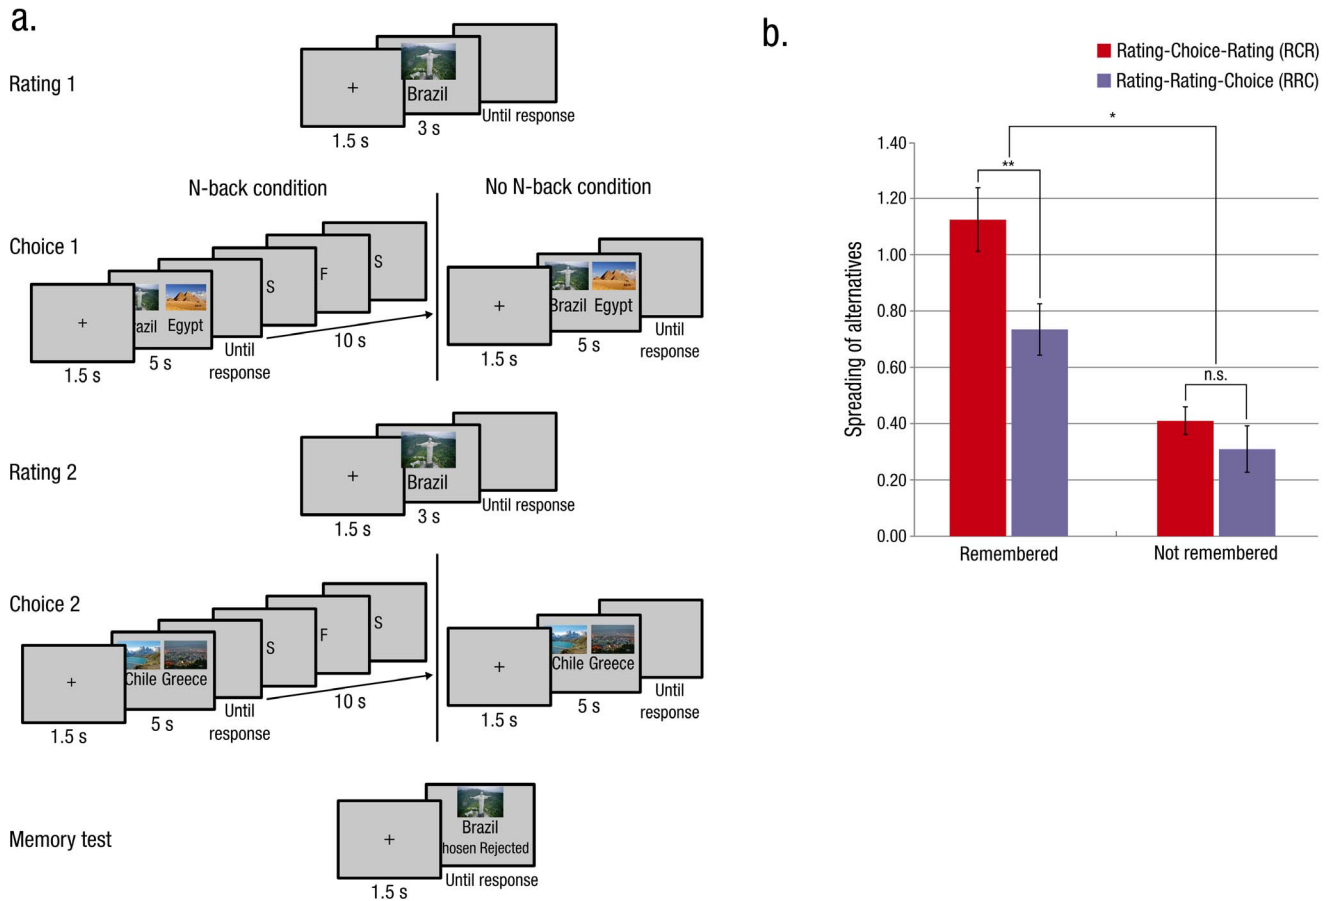 a.
Rating 1
+
Brazil
1.5 s
3 s
Until response
N-back condition
No N-back condition
Choice 1
+
azil Egypt
S
F
S
1.5 s
5 s
Until
response
10 s
+
Brazil Egypt
1.5 s
5 s
Until
response
Rating 2
+
Brazil
1.5 s
3 s
Until response
Choice 2
+
Chile Greece
S
F
S
1.5 s
5 s
Until
response
10 s
+
Chile Greece
1.5 s
5 s
Until
response
Memory test
+
Brazil
hosen Rejected
1.5 s
Until response
b.
Rating-Choice-Rating (RCR)
Rating-Rating-Choice (RRC)
Spreading of alternatives
1.40
1.20
1.00
0.80
0.60
0.40
0.20
0.00
*
**
n.s.
Remembered
Not remembered